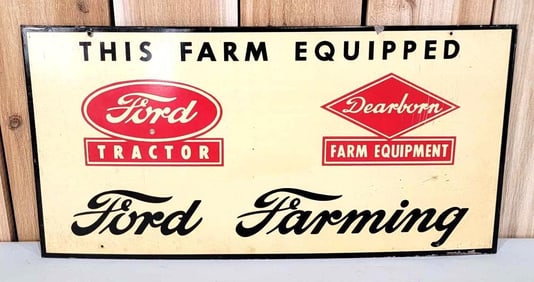 THIS FARM EQUIPPED
Ford
TRACTOR
Dearborn
FARM EQUIPMENT
Ford Farming